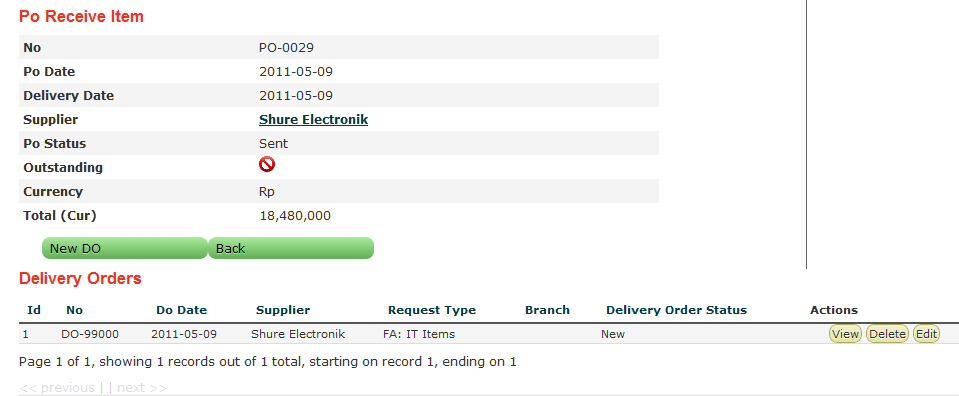 Po Receive Item
No PO-0029
Po Date 2011-05-09
Delivery Date 2011-05-09
Supplier Shure Electronik
Po Status Sent
Outstanding
Currency Rp
Total (Cur) 18,480,000
New DO Back
Delivery Orders
Id No Do Date Supplier Request Type Branch Delivery Order Status Actions
1 DO-99000 2011-05-09 Shure Electronik FA: IT Items New View Delete Edit
Page 1 of 1, showing 1 records out of 1 total, starting on record 1, ending on 1
<< previous | | next >>